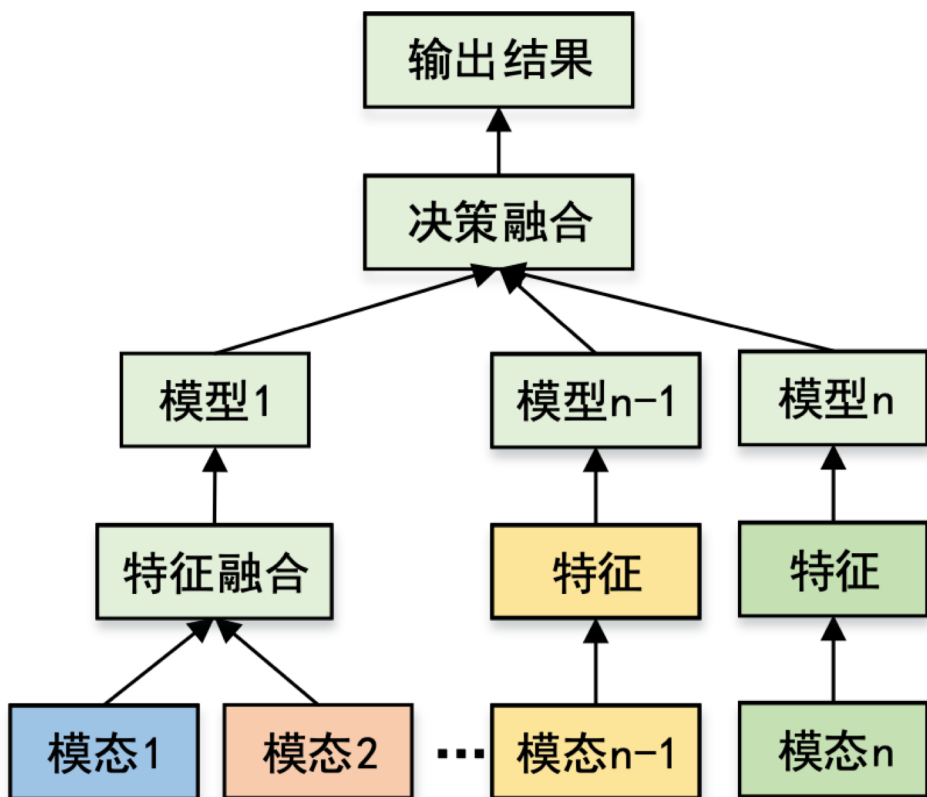 输出结果
决策融合
模型1
模型n-1
模型n
特征融合
特征
特征
模态1
模态2
...
模态n-1
模态n